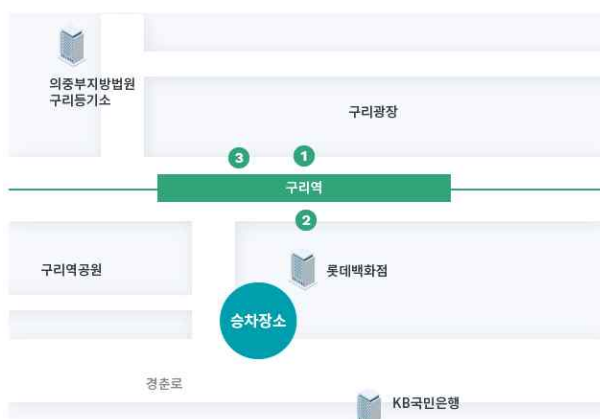 의중부지방법원
구리등기소
구리광장
3
1
구리역
2
구리역공원
롯데백화점
승차장소
경춘로
KB국민은행